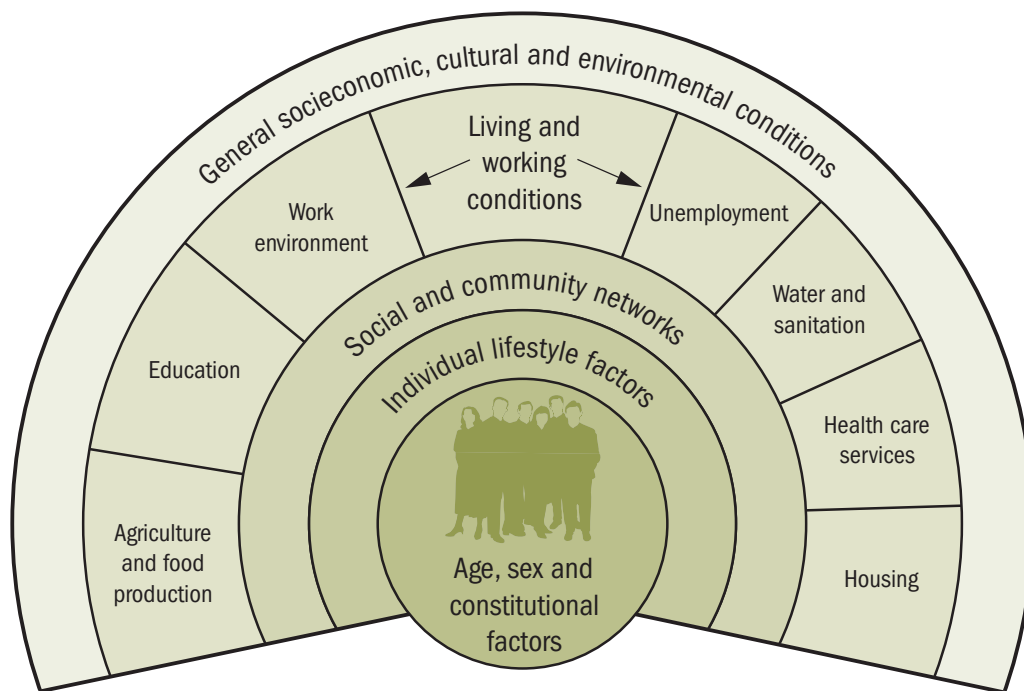 General socieconomic, cultural and environmental conditions
Living and
working
conditions
Work
environment
Unemployment
Education
Water and
sanitation
Agriculture
and food
production
Health care
services
Housing
Social and community networks
Individual lifestyle factors
Age, sex and
constitutional
factors